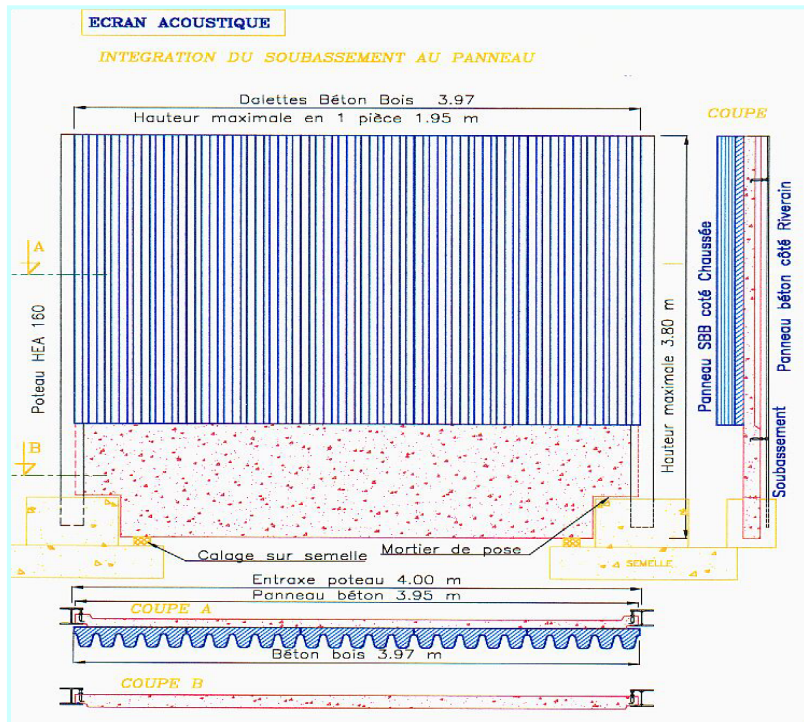 ECRAN ACOUSTIQUE
INTEGRATION DU SOUBASSEMENT AU PANNEAU
Dalettes Béton Bois 3.97
Hauteur maximale en 1 pièce 1.95 m
COUPE
A
Poteau HEA 160
B
Hauteur maximale 3.80 m
Panneau SBB coté Chaussée
Soubassement
Panneau béton côté Riverain
Calage sur semelle
Mortier de pose
SEMELLE
Entraxe poteau 4.00 m
Panneau béton 3.95 m
COUPE A
Béton bois 3.97 m
COUPE B